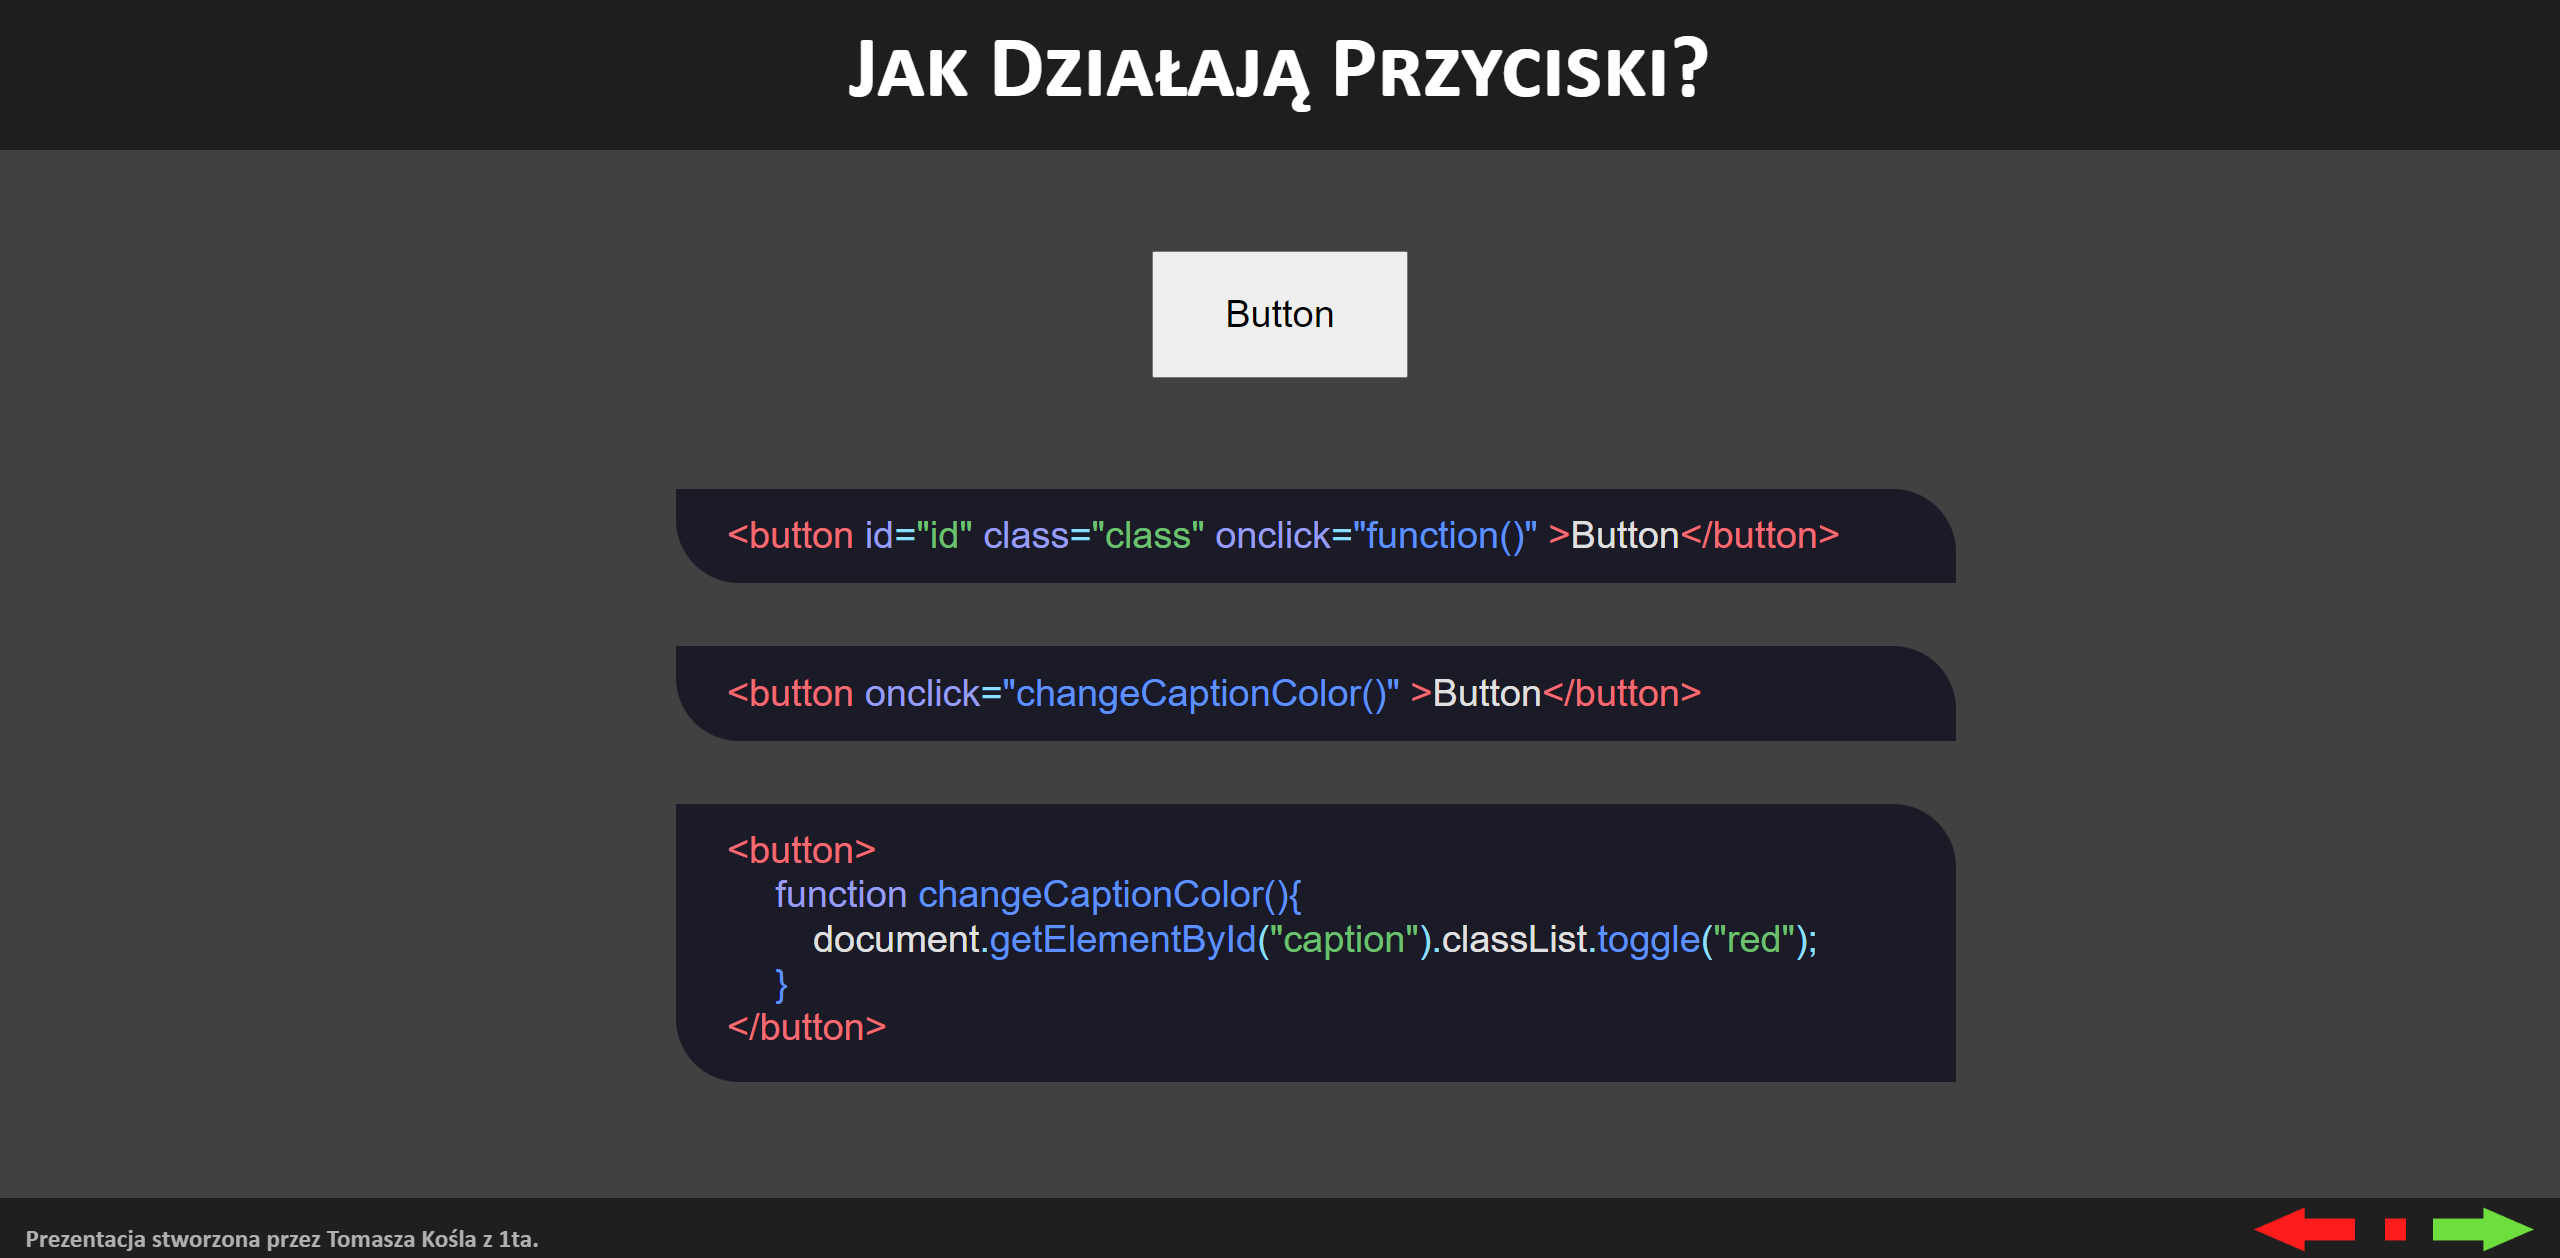 Jak Działają Przyciski?
Button
<button id="id" class="class" onclick="function()" >Button</button>
<button onclick="changeCaptionColor()" >Button</button>
<button>
function changeCaptionColor(){
document.getElementById("caption").classList.toggle("red");
}
</button>
Prezentacja stworzona przez Tomasza Kośla z 1ta.